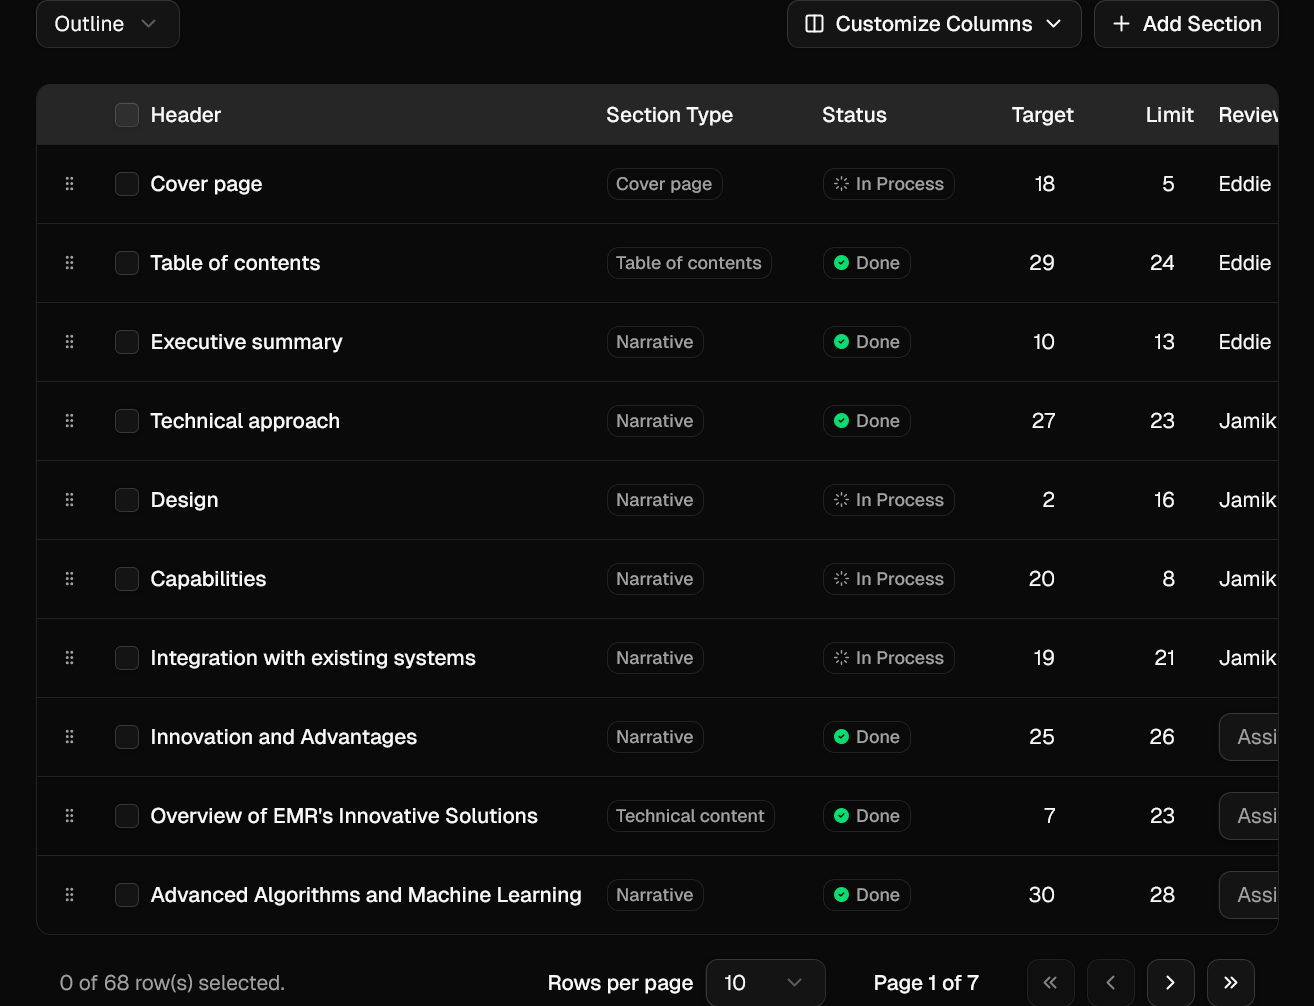 Outline
Customize Columns
Add Section
Header Section Type Status Target Limit
Cover page Cover page In Process 18 5 Eddie
Table of contents Table of contents Done 29 24 Eddie
Executive summary Narrative Done 10 13 Eddie
Technical approach Narrative Done 27 23 Jamik
Design Narrative In Process 2 16 Jamik
Capabilities Narrative In Process 20 8 Jamik
Integration with existing systems Narrative In Process 19 21 Jamik
Innovation and Advantages Narrative Done 25 26 Assi
Overview of EMR's Innovative Solutions Technical content Done 7 23 Assi
Advanced Algorithms and Machine Learning Narrative Done 30 28 Assi
0 of 68 row(s) selected. Rows per page 10 Page 1 of 7